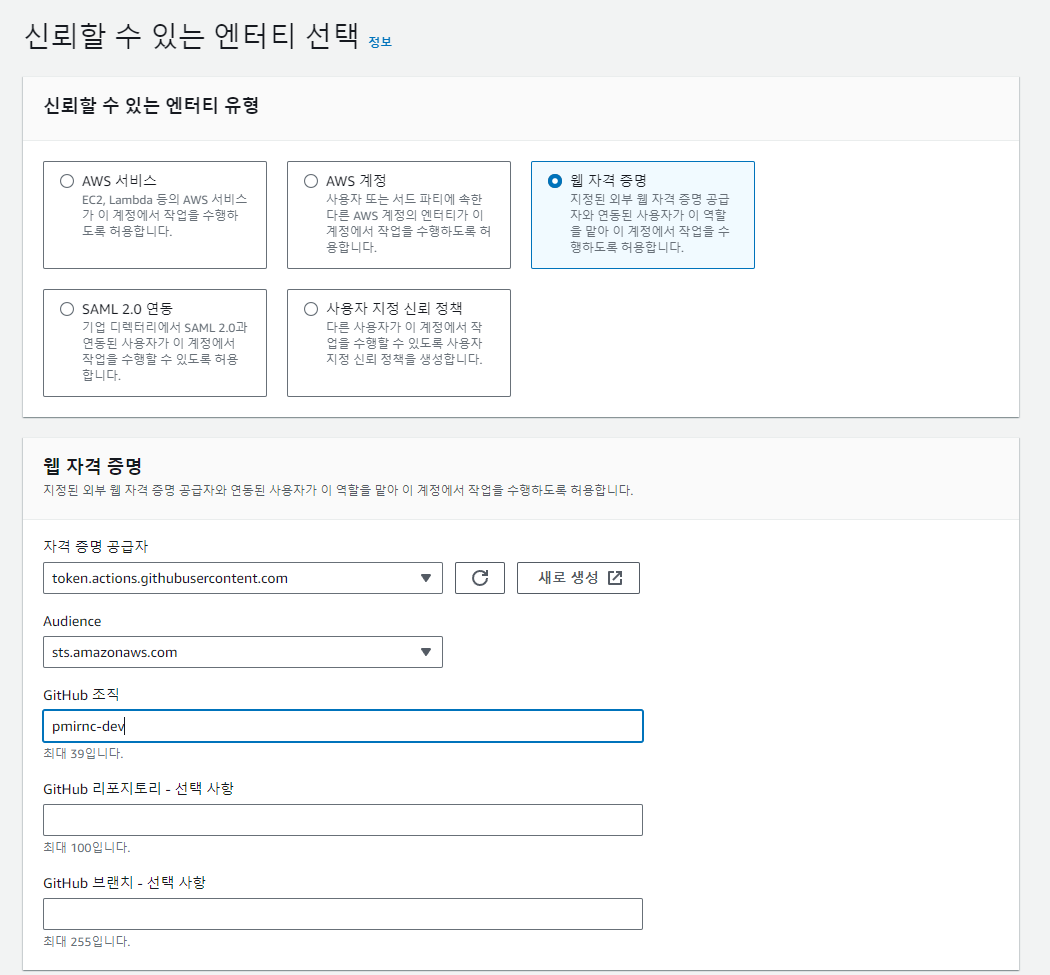 신뢰할 수 있는 엔터티 선택 정보
신뢰할 수 있는 엔터티 유형
AWS 서비스
EC2, Lambda 등의 AWS 서비스
가 이 계정에서 작업을 수행하
도록 허용합니다.
AWS 계정
사용자 또는 서드 파티에 속한
다른 AWS 계정의 엔터티가 이
계정에서 작업을 수행하도록 허
용합니다.
웹 자격 증명
지정된 외부 웹 자격 증명 공급
자와 연동된 사용자가 이 역할
을 맡아 이 계정에서 작업을 수
행하도록 허용합니다.
SAML 2.0 연동
기업 디렉터리에서 SAML 2.0과
연동된 사용자가 이 계정에서
작업을 수행할 수 있도록 허용
합니다.
사용자 지정 신뢰 정책
다른 사용자가 이 계정에서 작
업을 수행할 수 있도록 사용자
지정 신뢰 정책을 생성합니다.
웹 자격 증명
지정된 외부 웹 자격 증명 공급자와 연동된 사용자가 이 역할을 맡아 이 계정에서 작업을 수행하도록 허용합니다.
자격 증명 공급자
token.actions.githubusercontent.com
새로 생성
Audience
sts.amazonaws.com
GitHub 조직
pmirnc-dev
최대 39입니다.
GitHub 리포지토리 - 선택 사항
최대 100입니다.
GitHub 브랜치 - 선택 사항
최대 255입니다.